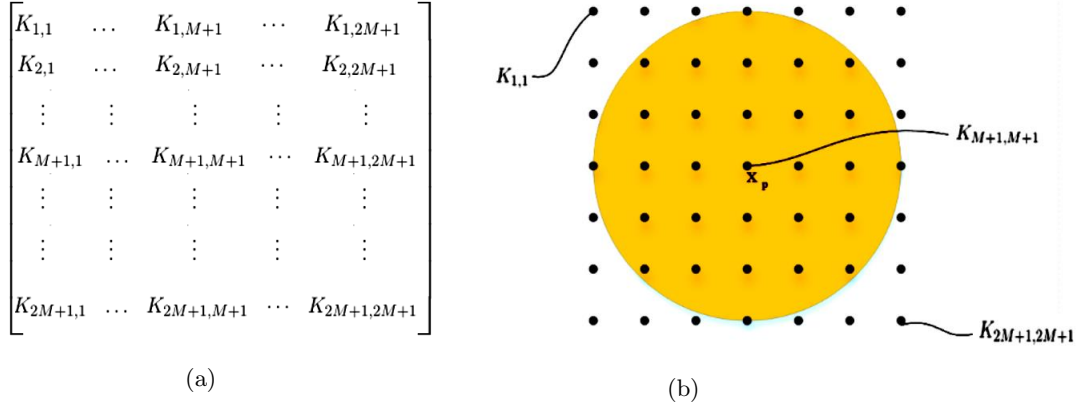 K_{1,1} … K_{1,M+1} ⋯ K_{1,2M+1}
K_{2,1} … K_{2,M+1} ⋯ K_{2,2M+1}
⋮ ⋮ ⋮ ⋮
K_{M+1,1} … K_{M+1,M+1} ⋯ K_{M+1,2M+1}
⋮ ⋮ ⋮ ⋮
⋮ ⋮ ⋮ ⋮
K_{2M+1,1} … K_{2M+1,M+1} ⋯ K_{2M+1,2M+1}
(a)
K_{1,1}
K_{M+1,M+1}
x_p
K_{2M+1,2M+1}
(b)